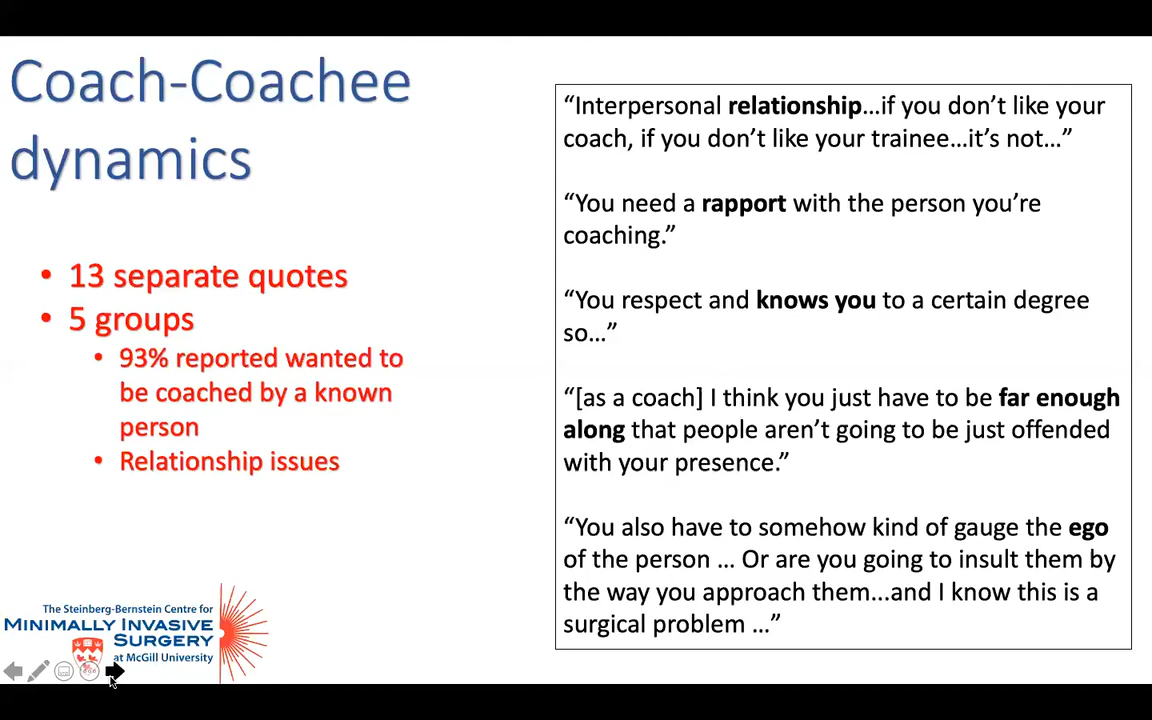 Coach-Coachee
dynamics
• 13 separate quotes
• 5 groups
• 93% reported wanted to
be coached by a known
person
• Relationship issues
“Interpersonal relationship…if you don’t like your
coach, if you don’t like your trainee…it’s not…”
“You need a rapport with the person you’re
coaching.”
“You respect and knows you to a certain degree
so…”
“[as a coach] I think you just have to be far enough
along that people aren’t going to be just offended
with your presence.”
“You also have to somehow kind of gauge the ego
of the person … Or are you going to insult them by
the way you approach them...and I know this is a
surgical problem …”
The Steinberg-Bernstein Centre for
MINIMALLY INVASIVE
SURGERY
at McGill University